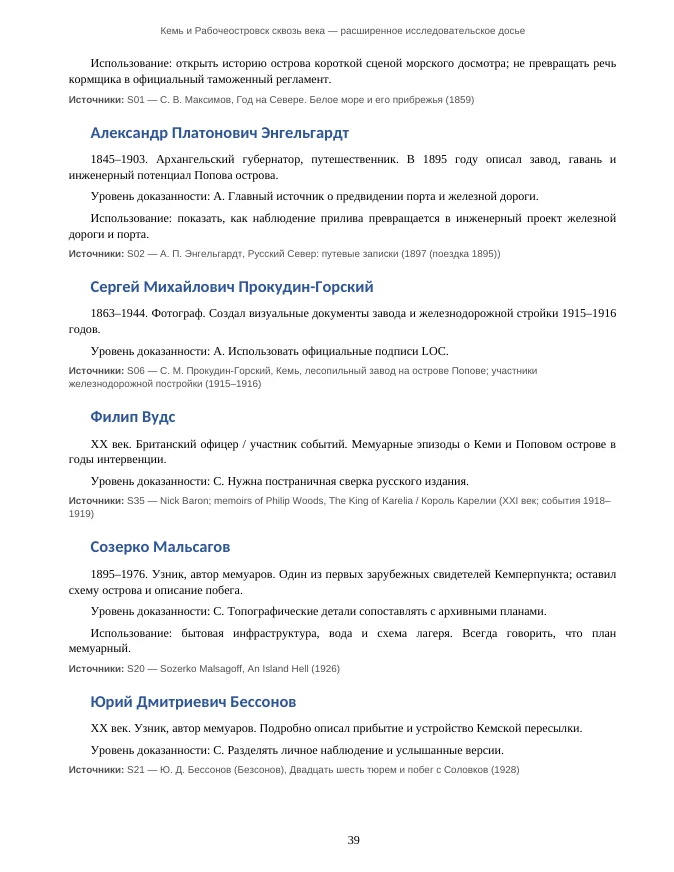 Кемь и Рабочеостровск сквозь века — расширенное исследовательское досье
Использование: открыть историю острова короткой сценой морского досмотра; не превращать речь
кормщика в официальный таможенный регламент.
Источники: S01 — С. В. Максимов, Год на Севере. Белое море и его прибрежья (1859)
Александр Платонович Энгельгардт
1845–1903. Архангельский губернатор, путешественник. В 1895 году описал завод, гавань и
инженерный потенциал Попова острова.
Уровень доказанности: A. Главный источник о предвидении порта и железной дороги.
Использование: показать, как наблюдение прилива превращается в инженерный проект железной
дороги и порта.
Источники: S02 — А. П. Энгельгардт, Русский Север: путевые записки (1897 (поездка 1895))
Сергей Михайлович Прокудин-Горский
1863–1944. Фотограф. Создал визуальные документы завода и железнодорожной стройки 1915–1916
годов.
Уровень доказанности: A. Использовать официальные подписи LOC.
Источники: S06 — С. М. Прокудин-Горский, Кемь, лесопильный завод на острове Попове; участники
железнодорожной постройки (1915–1916)
Филип Вудс
XX век. Британский офицер / участник событий. Мемуарные эпизоды о Кеми и Поповом острове в
годы интервенции.
Уровень доказанности: C. Нужна постраничная сверка русского издания.
Источники: S35 — Nick Baron; memoirs of Philip Woods, The King of Karelia / Король Карелии (XXI век; события 1918–
1919)
Созерко Мальсагов
1895–1976. Узник, автор мемуаров. Один из первых зарубежных свидетелей Кемперпункта; оставил
схему острова и описание побега.
Уровень доказанности: C. Топографические детали сопоставлять с архивными планами.
Использование: бытовая инфраструктура, вода и схема лагеря. Всегда говорить, что план
мемуарный.
Источники: S20 — Sozerko Malsagoff, An Island Hell (1926)
Юрий Дмитриевич Бессонов
XX век. Узник, автор мемуаров. Подробно описал прибытие и устройство Кемской пересылки.
Уровень доказанности: C. Разделять личное наблюдение и услышанные версии.
Источники: S21 — Ю. Д. Бессонов (Безсонов), Двадцать шесть тюрем и побег с Соловков (1928)
39